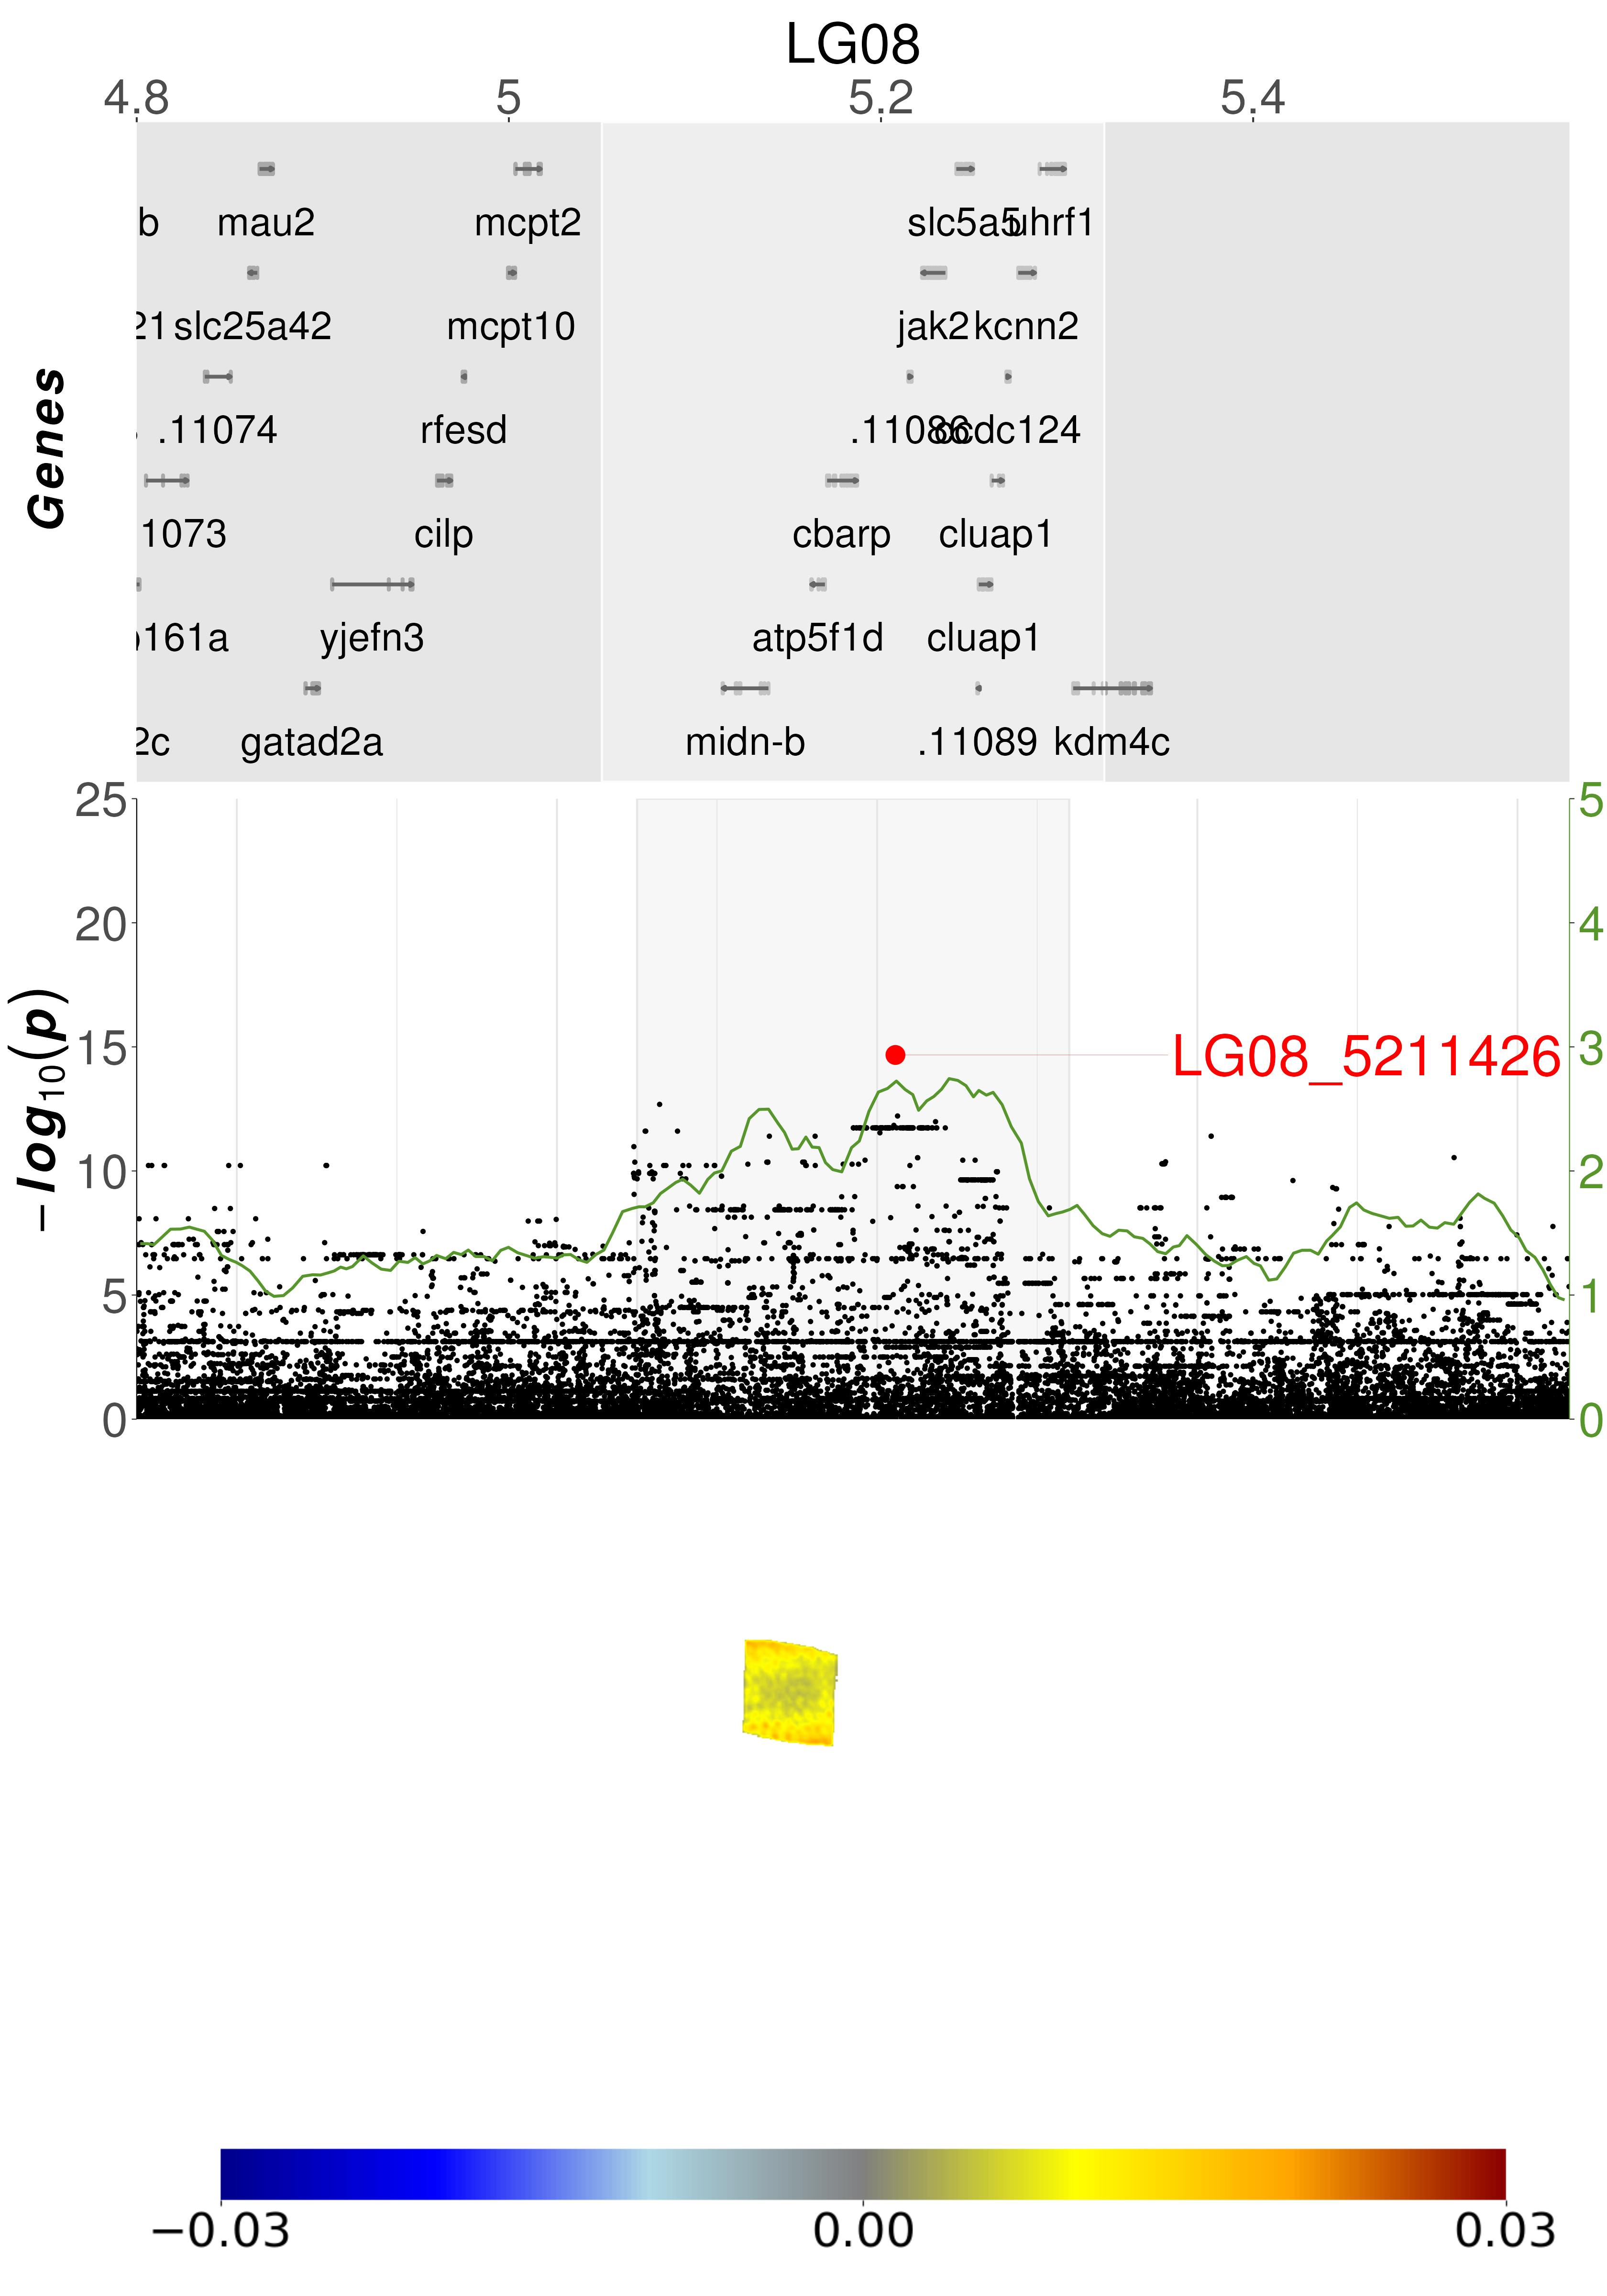 LG08
4.8 5 5.2 5.4
b mau2 mcpt2 slc5a5 uhrf1
21 slc25a42 mcpt10 jak2 kcnn2
.11074 rfesd .11086 ccdc124
1073 cilp cbarp cluap1
161a yjefn3 atp5f1d cluap1
2c gatad2a midn-b .11089 kdm4c
Genes
25 5
20 4
15 3
10 2
5 1
0 0
−log10(p)
LG08_5211426
−0.03 0.00 0.03